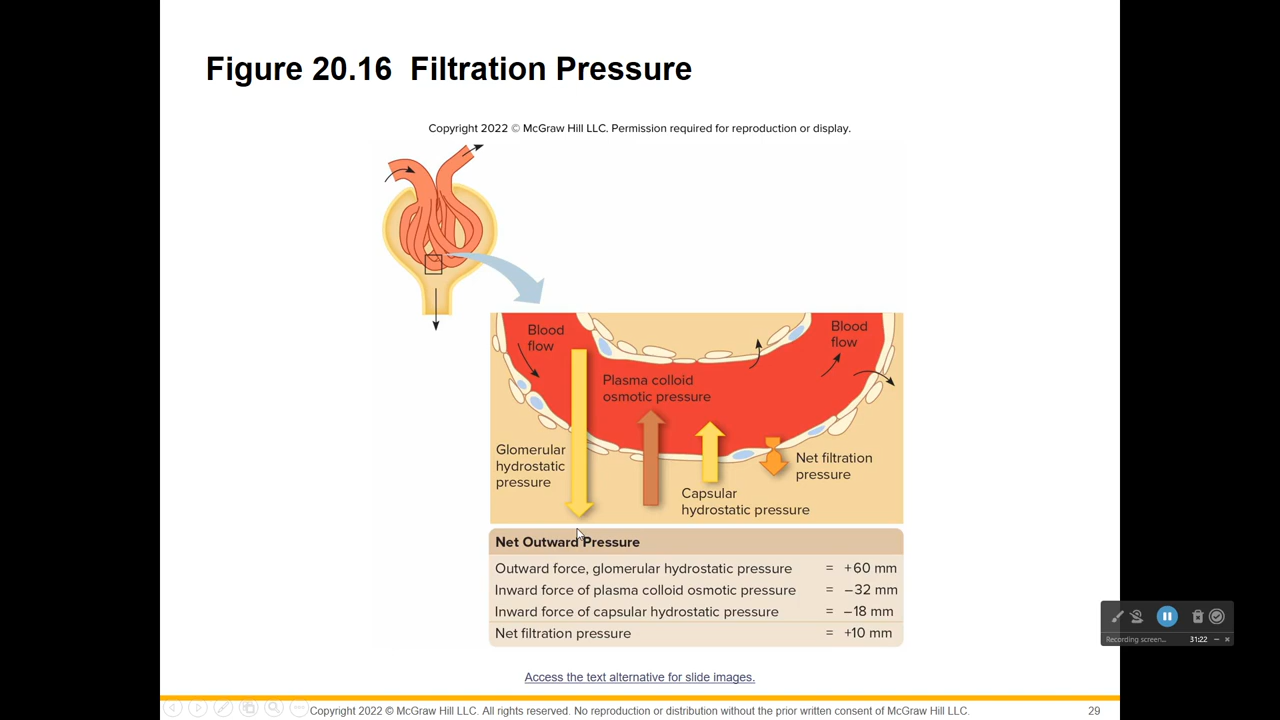 Figure 20.16  Filtration Pressure
Copyright 2022 © McGraw Hill LLC. Permission required for reproduction or display.
Blood
flow
Blood
flow
Plasma colloid
osmotic pressure
Glomerular
hydrostatic
pressure
Net filtration
pressure
Capsular
hydrostatic pressure
Net Outward Pressure
Outward force, glomerular hydrostatic pressure = +60 mm
Inward force of plasma colloid osmotic pressure = −32 mm
Inward force of capsular hydrostatic pressure = −18 mm
Net filtration pressure = +10 mm
Recording screen... 31:22
Access the text alternative for slide images.
Copyright 2022 © McGraw Hill LLC. All rights reserved. No reproduction or distribution without the prior written consent of McGraw Hill LLC. 29